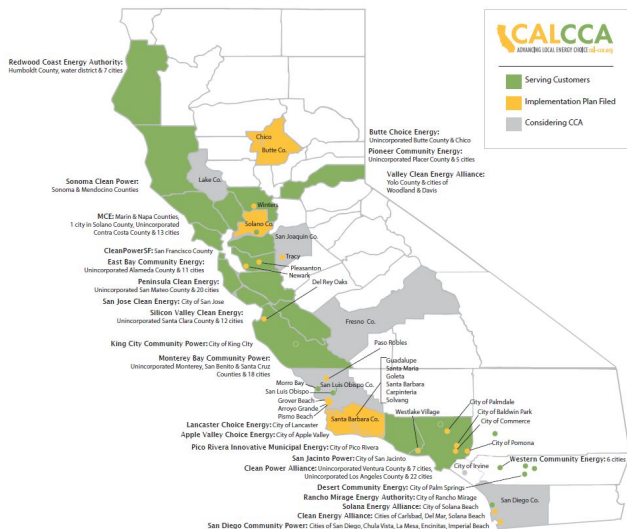 CALCCA
ADVANCING LOCAL ENERGY CHOICE cal-cca.org
Serving Customers
Implementation Plan Filed
Considering CCA
Redwood Coast Energy Authority:
Humboldt County, water district & 7 cities
Chico
Butte Co.
Butte Choice Energy:
Unincorporated Butte County & Chico
Pioneer Community Energy:
Unincorporated Placer County & 5 cities
Valley Clean Energy Alliance:
Yolo County & cities of
Woodland & Davis
Lake Co.
Sonoma Clean Power:
Sonoma & Mendocino Counties
Winters
MCE: Marin & Napa Counties,
1 city in Solano County, Unincorporated
Contra Costa County & 13 cities
Solano Co.
San Joaquin Co.
CleanPowerSF: San Francisco County
Tracy
East Bay Community Energy:
Unincorporated Alameda County & 11 cities
Pleasanton
Newark
Peninsula Clean Energy:
Unincorporated San Mateo County & 20 cities
Del Rey Oaks
San Jose Clean Energy: City of San Jose
Silicon Valley Clean Energy:
Unincorporated Santa Clara County & 12 cities
Fresno Co.
King City Community Power: City of King City
Paso Robles
Monterey Bay Community Power:
Unincorporated Monterey, San Benito & Santa Cruz
Counties & 18 cities
Guadalupe
Santa Maria
Goleta
Santa Barbara
Carpinteria
Solvang
Morro Bay
San Luis Obispo Co.
San Luis Obispo
Grover Beach
Arroyo Grande
Pismo Beach
Santa Barbara Co.
Westlake Village
City of Palmdale
City of Baldwin Park
City of Commerce
City of Pomona
Lancaster Choice Energy: City of Lancaster
Apple Valley Choice Energy: City of Apple Valley
Pico Rivera Innovative Municipal Energy: City of Pico Rivera
San Jacinto Power: City of San Jacinto
City of Irvine
Western Community Energy: 6 cities
Clean Power Alliance: Unincorporated Ventura County & 7 cities,
Unincorporated Los Angeles County & 22 cities
Desert Community Energy: City of Palm Springs
Rancho Mirage Energy Authority: City of Rancho Mirage
San Diego Co.
Solana Energy Alliance: City of Solana Beach
Clean Energy Alliance: Cities of Carlsbad, Del Mar, Solana Beach
San Diego Community Power: Cities of San Diego, Chula Vista, La Mesa, Encinitas, Imperial Beach